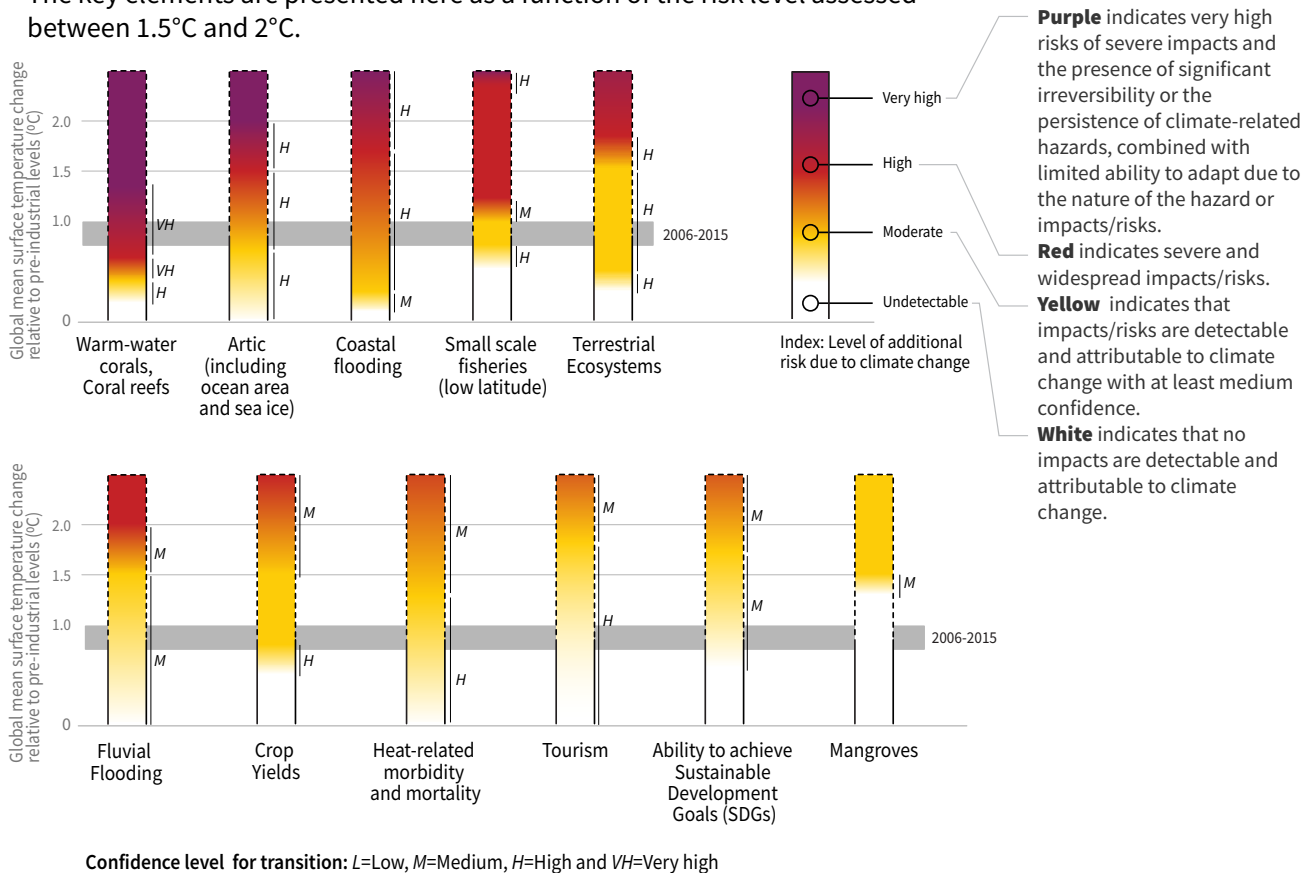 The key elements are presented here as a function of the risk level assessed
between 1.5°C and 2°C.
Global mean surface temperature change
relative to pre-industrial levels (ºC)
2.0
1.5
1.0
0
H
H
H
H
H
VH
H
H
M
H
VH
H
H
H
M
H
2006-2015
Warm-water
corals,
Coral reefs
Artic
(including
ocean area
and sea ice)
Coastal
flooding
Small scale
fisheries
(low latitude)
Terrestrial
Ecosystems
Very high
High
Moderate
Undetectable
Index: Level of additional
risk due to climate change
Purple indicates very high
risks of severe impacts and
the presence of significant
irreversibility or the
persistence of climate-related
hazards, combined with
limited ability to adapt due to
the nature of the hazard or
impacts/risks.
Red indicates severe and
widespread impacts/risks.
Yellow indicates that
impacts/risks are detectable
and attributable to climate
change with at least medium
confidence.
White indicates that no
impacts are detectable and
attributable to climate
change.
Global mean surface temperature change
relative to pre-industrial levels (ºC)
2.0
1.5
1.0
0
M
M
M
H
M
H
M
H
M
M
M
2006-2015
Fluvial
Flooding
Crop
Yields
Heat-related
morbidity
and mortality
Tourism
Ability to achieve
Sustainable
Development
Goals (SDGs)
Mangroves
Confidence level for transition: L=Low, M=Medium, H=High and VH=Very high